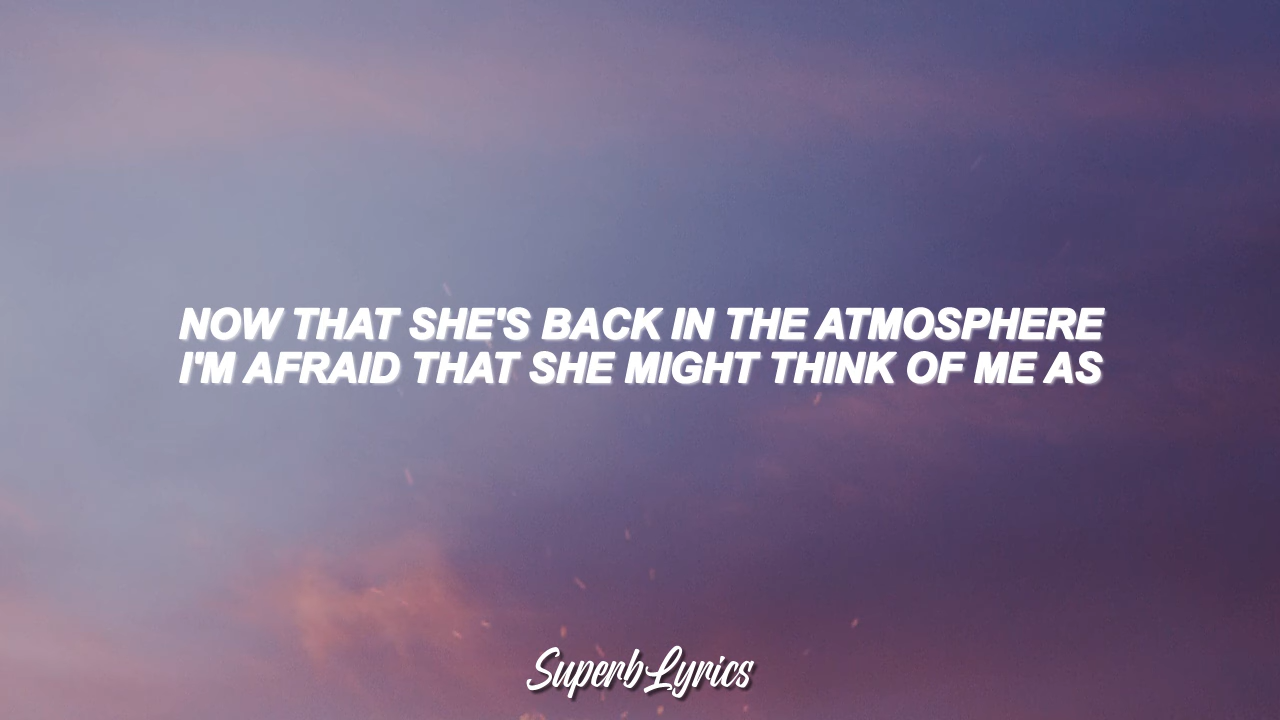 NOW THAT SHE'S BACK IN THE ATMOSPHERE
I'M AFRAID THAT SHE MIGHT THINK OF ME AS
SuperbLyrics